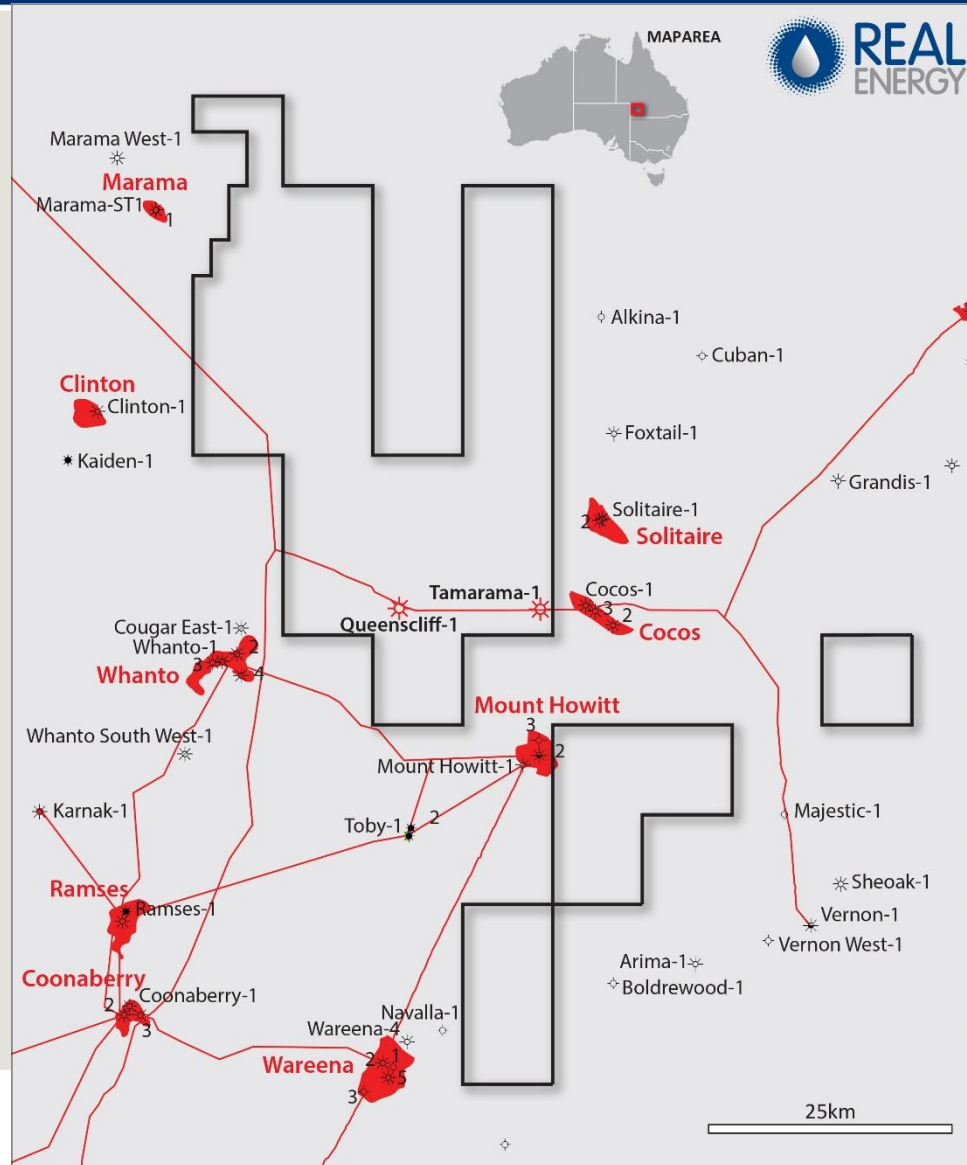 MAPAREA
REAL
ENERGY
Marama West-1
Marama
Marama-ST1
1
Alkina-1
Cuban-1
Clinton
Clinton-1
Foxtail-1
Kaiden-1
Grandis-1
Solitaire-1
2
Solitaire
Tamarama-1
Cocos-1
3
2
Queenscliff-1
Cocos
Cougar East-1
Whanto-1
2
3
4
Whanto
Mount Howitt
3
Whanto South West-1
2
Mount Howitt-1
Karnak-1
2
Toby-1
Majestic-1
Ramses
Ramses-1
Sheoak-1
Vernon-1
Vernon West-1
Arima-1
Coonaberry
Boldrewood-1
Coonaberry-1
2
3
Navalla-1
Wareena-4
Wareena
2
1
5
3
25km